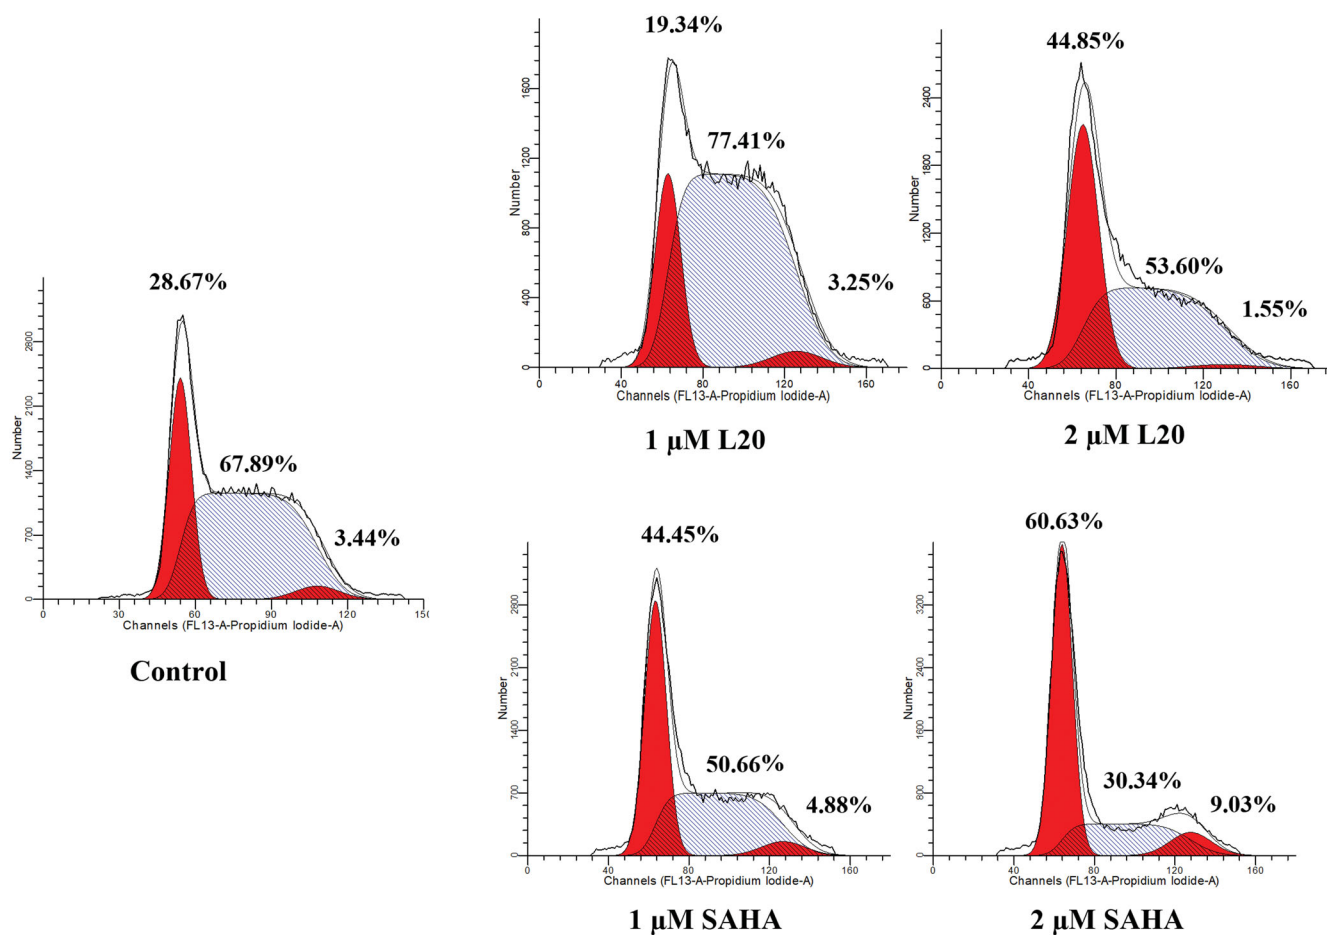 28.67%
67.89%
3.44%
Number
2800
2100
1400
700
0
0 30 60 90 120 150
Channels (FL13-A-Propidium Iodide-A)
Control
19.34%
77.41%
3.25%
Number
1600
1200
800
400
0
0 40 80 120 160
Channels (FL13-A-Propidium Iodide-A)
1 μM L20
44.85%
53.60%
1.55%
Number
2400
1800
1200
600
0
0 40 80 120 160
Channels (FL13-A-Propidium Iodide-A)
2 μM L20
44.45%
50.66%
4.88%
Number
2800
2100
1400
700
0
0 40 80 120 160
Channels (FL13-A-Propidium Iodide-A)
1 μM SAHA
60.63%
30.34%
9.03%
Number
3200
2400
1600
800
0
0 40 80 120 160
Channels (FL13-A-Propidium Iodide-A)
2 μM SAHA